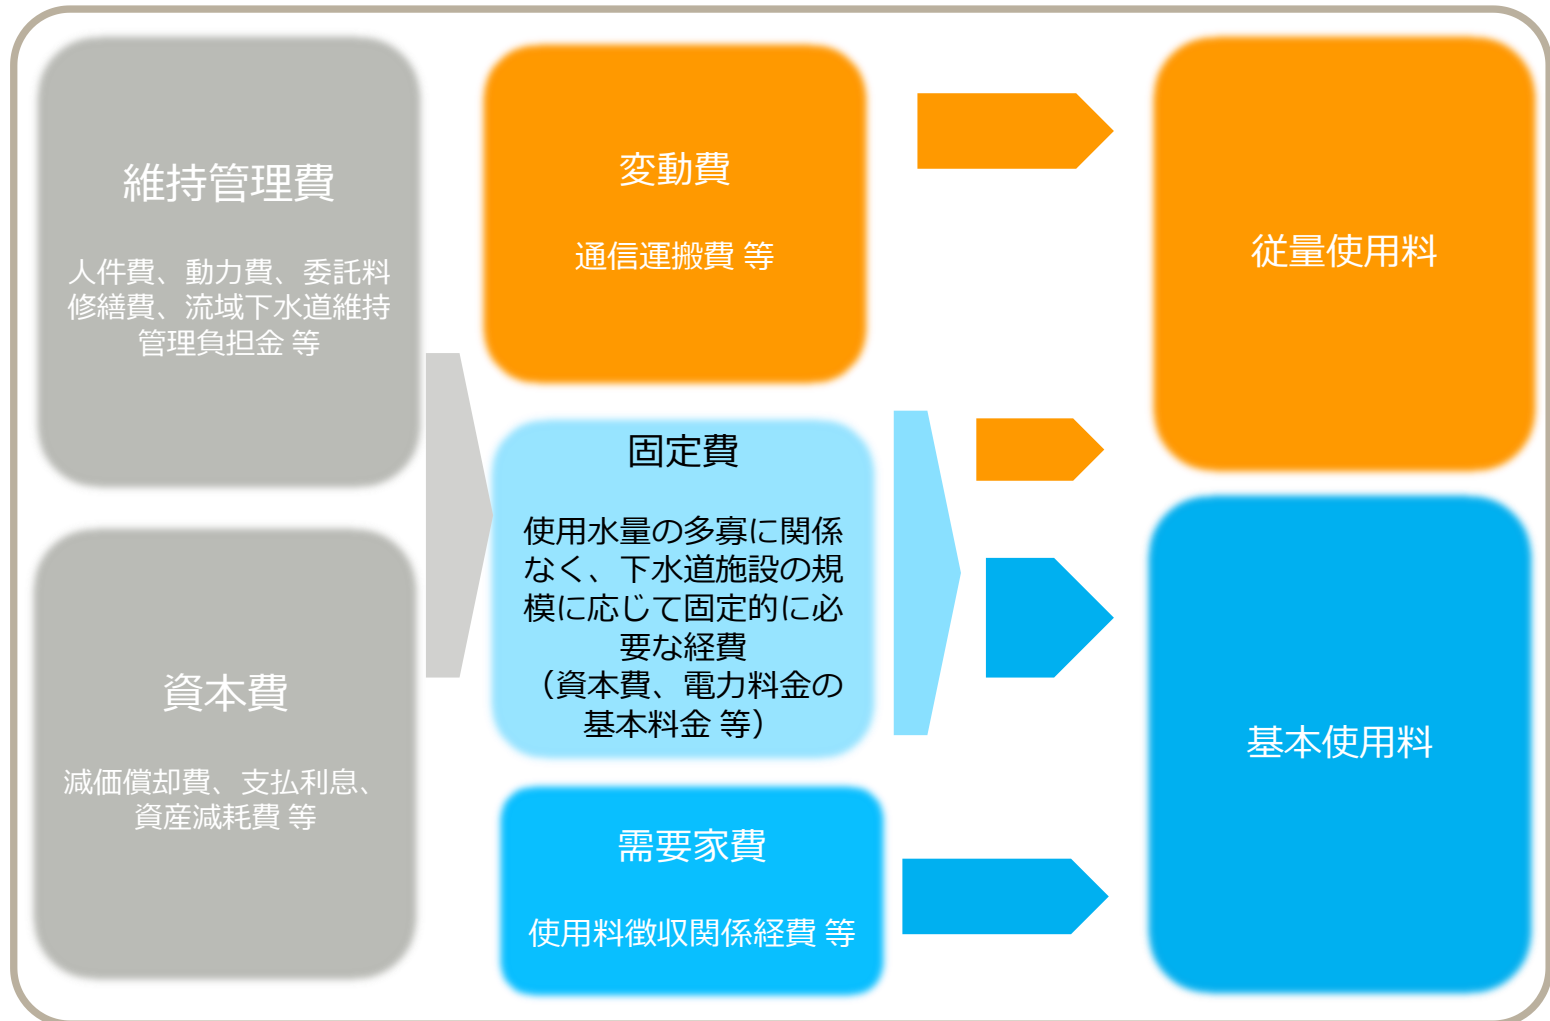 維持管理費
人件費、動力費、委託料
修繕費、流域下水道維持
管理負担金 等
資本費
減価償却費、支払利息、
資産減耗費 等
変動費
通信運搬費 等
固定費
使用水量の多寡に関係
なく、下水道施設の規
模に応じて固定的に必
要な経費
（資本費、電力料金の
基本料金 等）
需要家費
使用料徴収関係経費 等
従量使用料
基本使用料